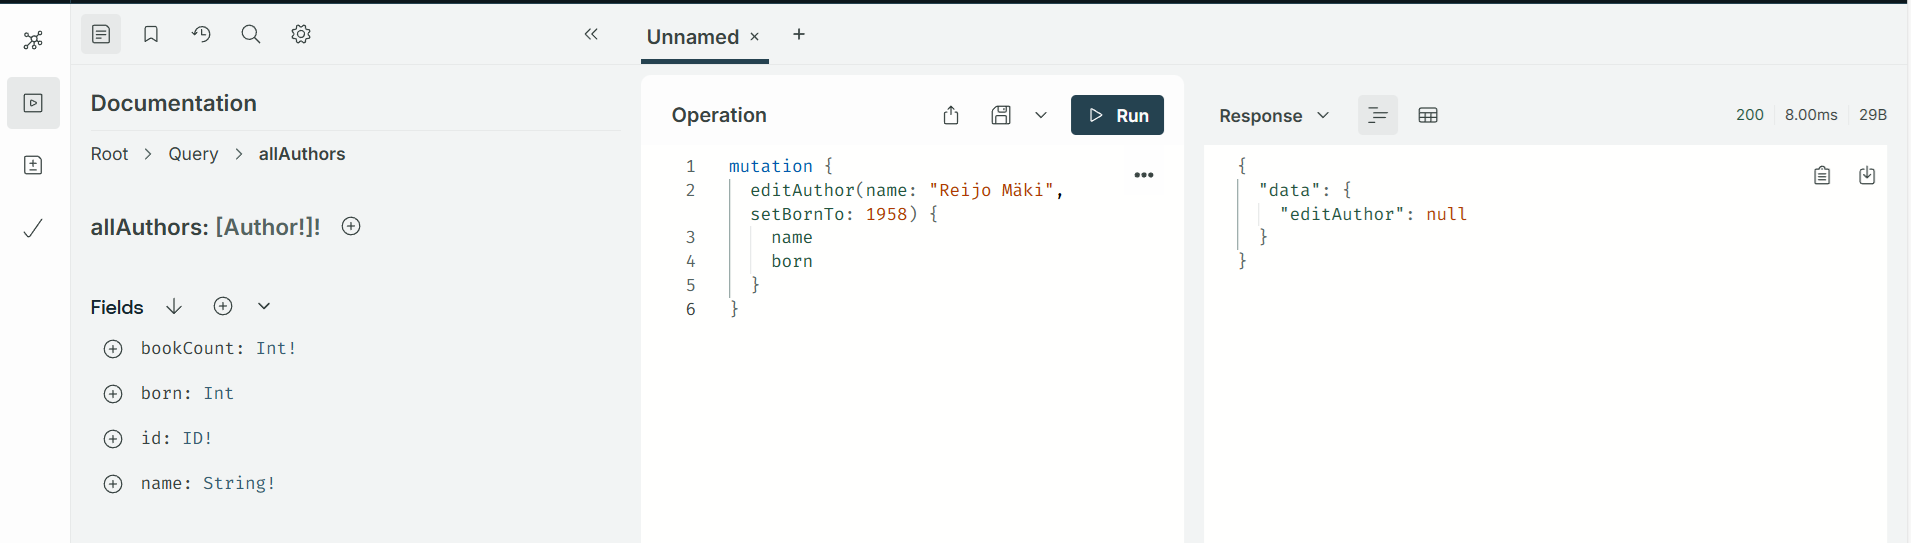 Unnamed × +
Documentation
Root > Query > allAuthors
allAuthors: [Author!]!
Fields
bookCount: Int!
born: Int
id: ID!
name: String!
Operation
Run
1 mutation {
2 editAuthor(name: "Reijo Mäki",
setBornTo: 1958) {
3 name
4 born
5 }
6 }
Response
200 8.00ms 29B
{
"data": {
"editAuthor": null
}
}